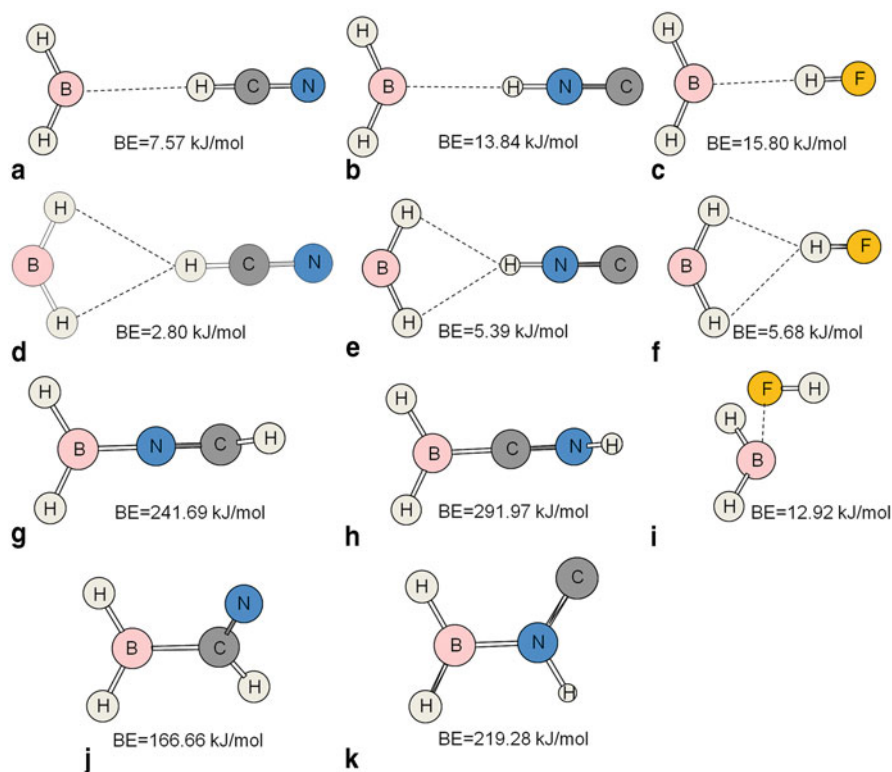 H
B H C N
H
BE=7.57 kJ/mol
a
H
B H N C
H
BE=13.84 kJ/mol
b
H
B H F
H
BE=15.80 kJ/mol
c
H
B H C N
H
BE=2.80 kJ/mol
d
H
B H N C
H
BE=5.39 kJ/mol
e
H
B H F
H
BE=5.68 kJ/mol
f
H
B N C H
H
BE=241.69 kJ/mol
g
H
B C N H
H
BE=291.97 kJ/mol
h
F H
H
B
H
BE=12.92 kJ/mol
i
H N
B C
H H
BE=166.66 kJ/mol
j
C
H
B N
H H
BE=219.28 kJ/mol
k